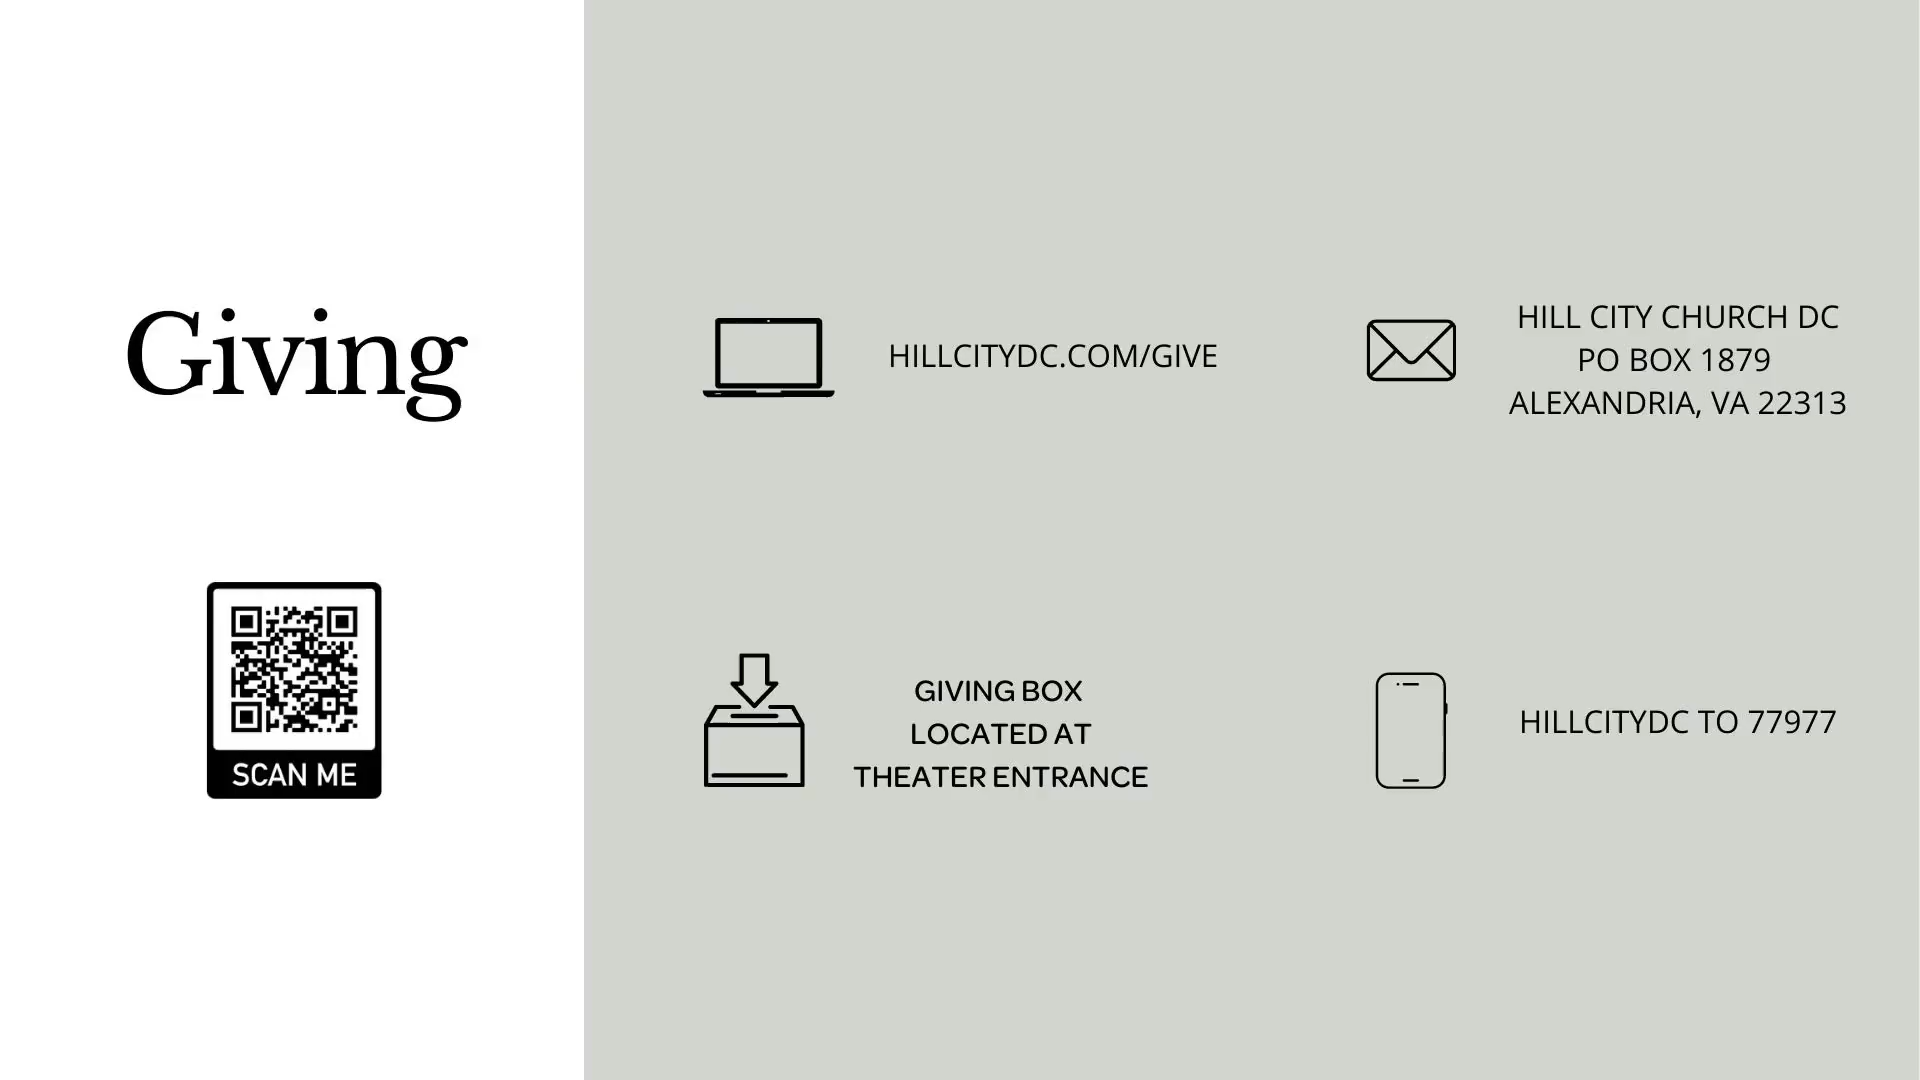 Giving
SCAN ME
HILLCITYDC.COM/GIVE
HILL CITY CHURCH DC
PO BOX 1879
ALEXANDRIA, VA 22313
GIVING BOX
LOCATED AT
THEATER ENTRANCE
HILLCITYDC TO 77977